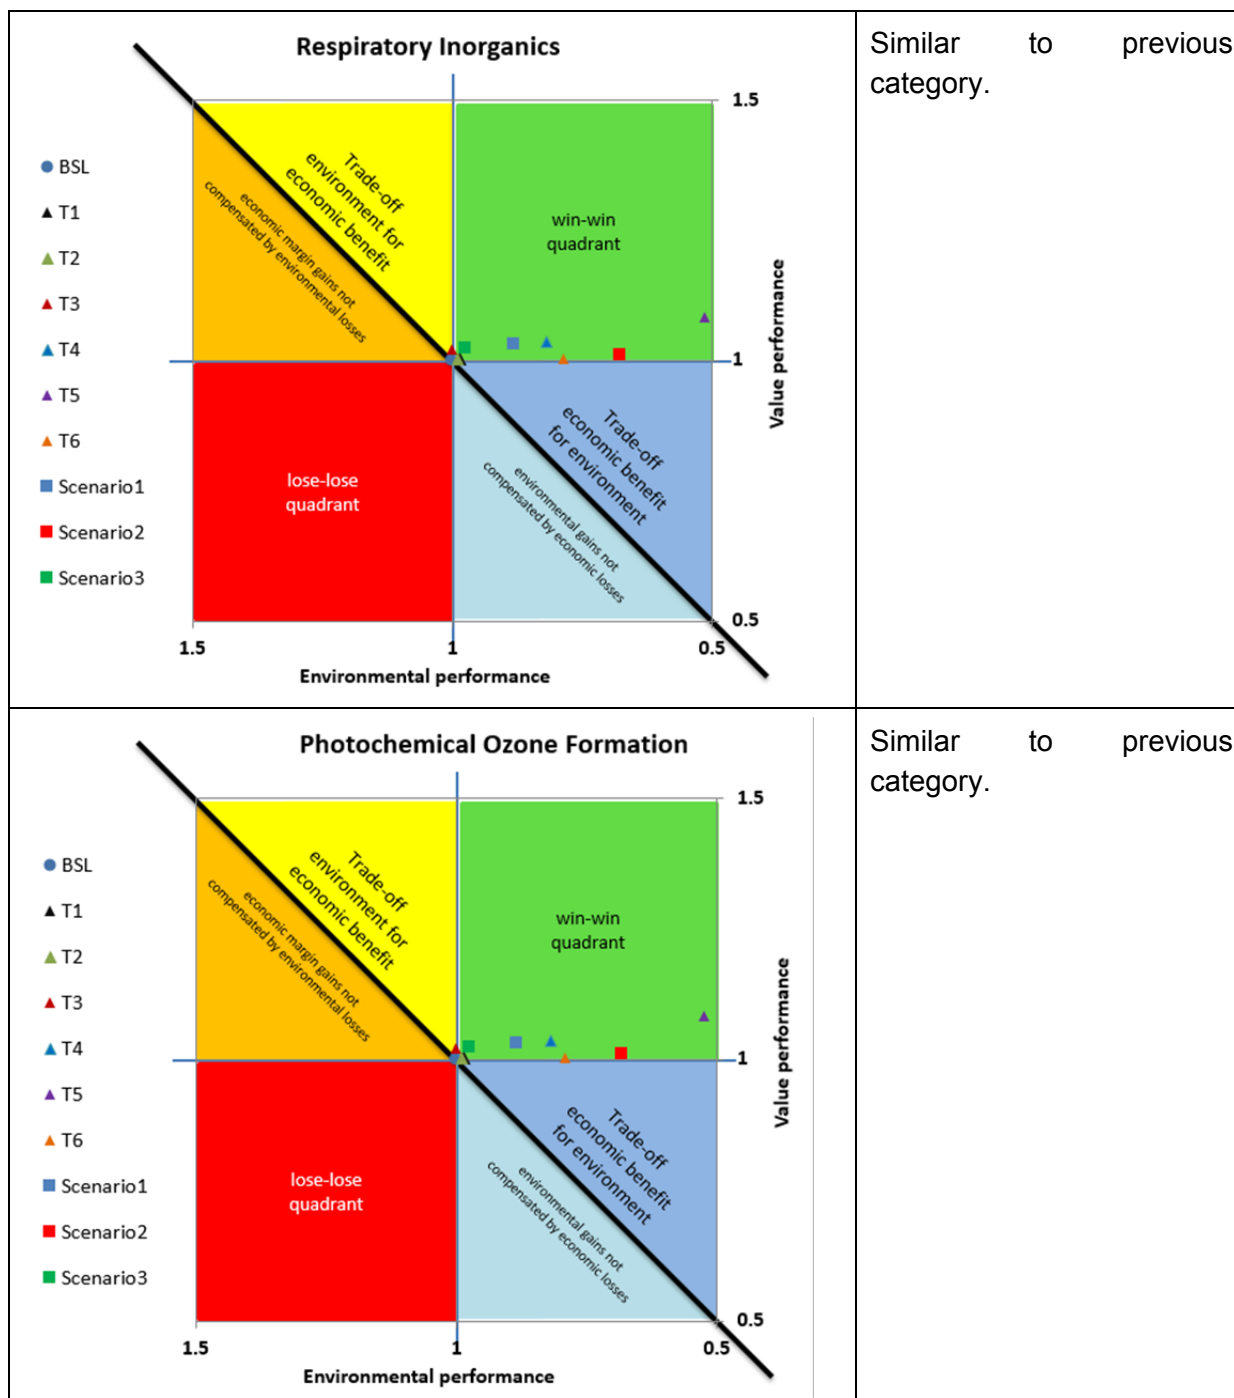 Respiratory Inorganics
1.5
BSL
T1
T2
T3
T4
T5
T6
Scenario1
Scenario2
Scenario3
Trade-off
environment for
economic benefit
economic margin gains not
compensated by environmental losses
win-win
quadrant
1
Value performance
lose-lose
quadrant
Trade-off
economic benefit
for environment
environmental gains not
compensated by economic losses
0.5
1.5
1
0.5
Environmental performance
Similar to previous
category.
Photochemical Ozone Formation
1.5
BSL
T1
T2
T3
T4
T5
T6
Scenario1
Scenario2
Scenario3
Trade-off
environment for
economic benefit
economic margin gains not
compensated by environmental losses
win-win
quadrant
1
Value performance
lose-lose
quadrant
Trade-off
economic benefit
for environment
environmental gains not
compensated by economic losses
0.5
1.5
1
0.5
Environmental performance
Similar to previous
category.